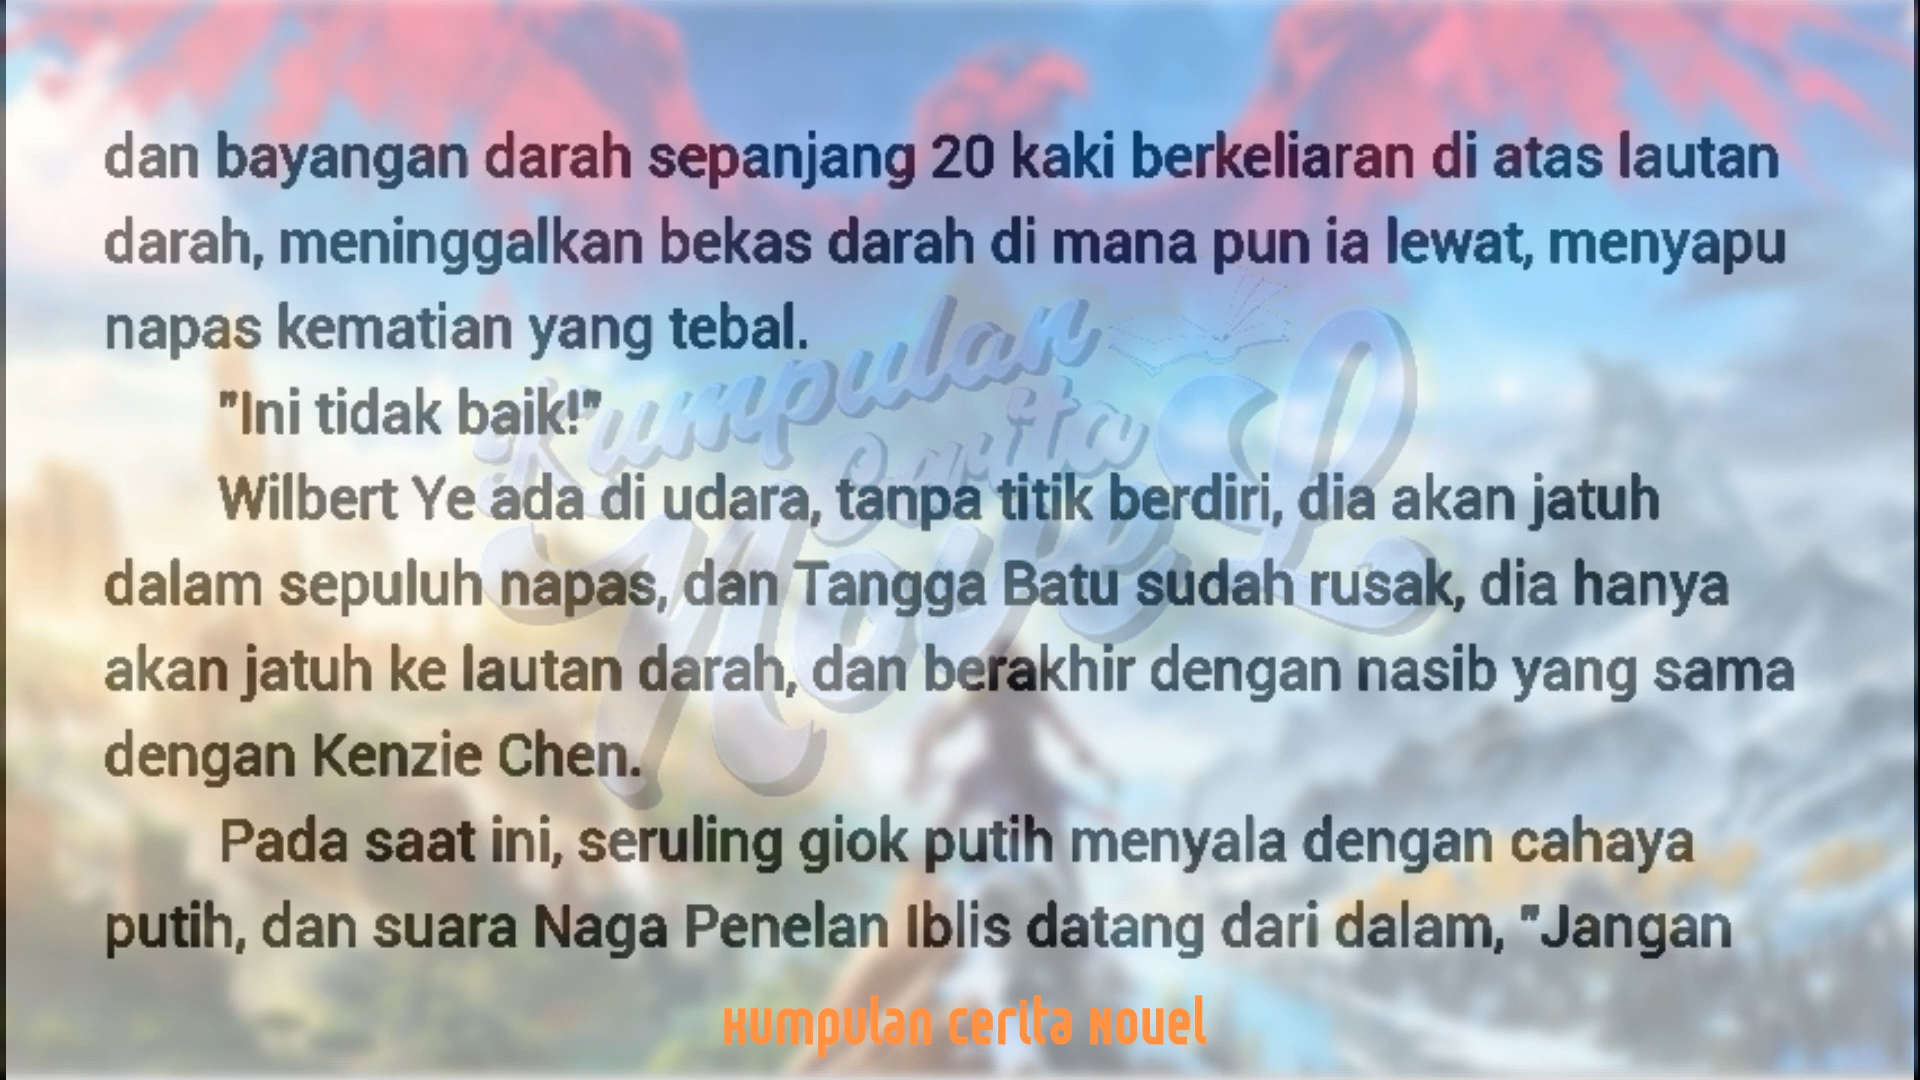 dan bayangan darah sepanjang 20 kaki berkeliaran di atas lautan
darah, meninggalkan bekas darah di mana pun ia lewat, menyapu
napas kematian yang tebal.
"Ini tidak baik!"
Wilbert Ye ada di udara, tanpa titik berdiri, dia akan jatuh
dalam sepuluh napas, dan Tangga Batu sudah rusak, dia hanya
akan jatuh ke lautan darah, dan berakhir dengan nasib yang sama
dengan Kenzie Chen.
Pada saat ini, seruling giok putih menyala dengan cahaya
putih, dan suara Naga Penelan Iblis datang dari dalam, "Jangan
Kumpulan
Cerita
NoveL
Kumpulan Cerita Novel